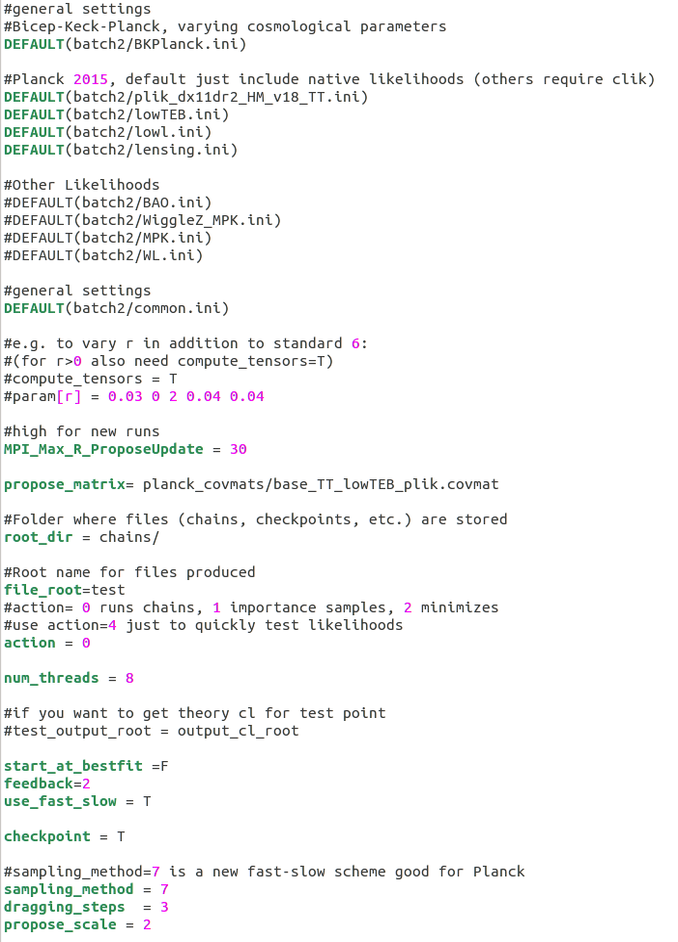 #general settings
#Bicep-Keck-Planck, varying cosmological parameters
DEFAULT(batch2/BKPlanck.ini)
#Planck 2015, default just include native likelihoods (others require clik)
DEFAULT(batch2/plik_dx11dr2_HM_v18_TT.ini)
DEFAULT(batch2/lowTEB.ini)
DEFAULT(batch2/lowl.ini)
DEFAULT(batch2/lensing.ini)
#Other Likelihoods
#DEFAULT(batch2/BAO.ini)
#DEFAULT(batch2/WiggleZ_MPK.ini)
#DEFAULT(batch2/MPK.ini)
#DEFAULT(batch2/WL.ini)
#general settings
DEFAULT(batch2/common.ini)
#e.g. to vary r in addition to standard 6:
#(for r>0 also need compute_tensors=T)
#compute_tensors = T
#param[r] = 0.03 0 2 0.04 0.04
#high for new runs
MPI_Max_R_ProposeUpdate = 30
propose_matrix= planck_covmats/base_TT_lowTEB_plik.covmat
#Folder where files (chains, checkpoints, etc.) are stored
root_dir = chains/
#Root name for files produced
file_root=test
#action= 0 runs chains, 1 importance samples, 2 minimizes
#use action=4 just to quickly test likelihoods
action = 0
num_threads = 8
#if you want to get theory cl for test point
#test_output_root = output_cl_root
start_at_bestfit =F
feedback=2
use_fast_slow = T
checkpoint = T
#sampling_method=7 is a new fast-slow scheme good for Planck
sampling_method = 7
dragging_steps  = 3
propose_scale = 2